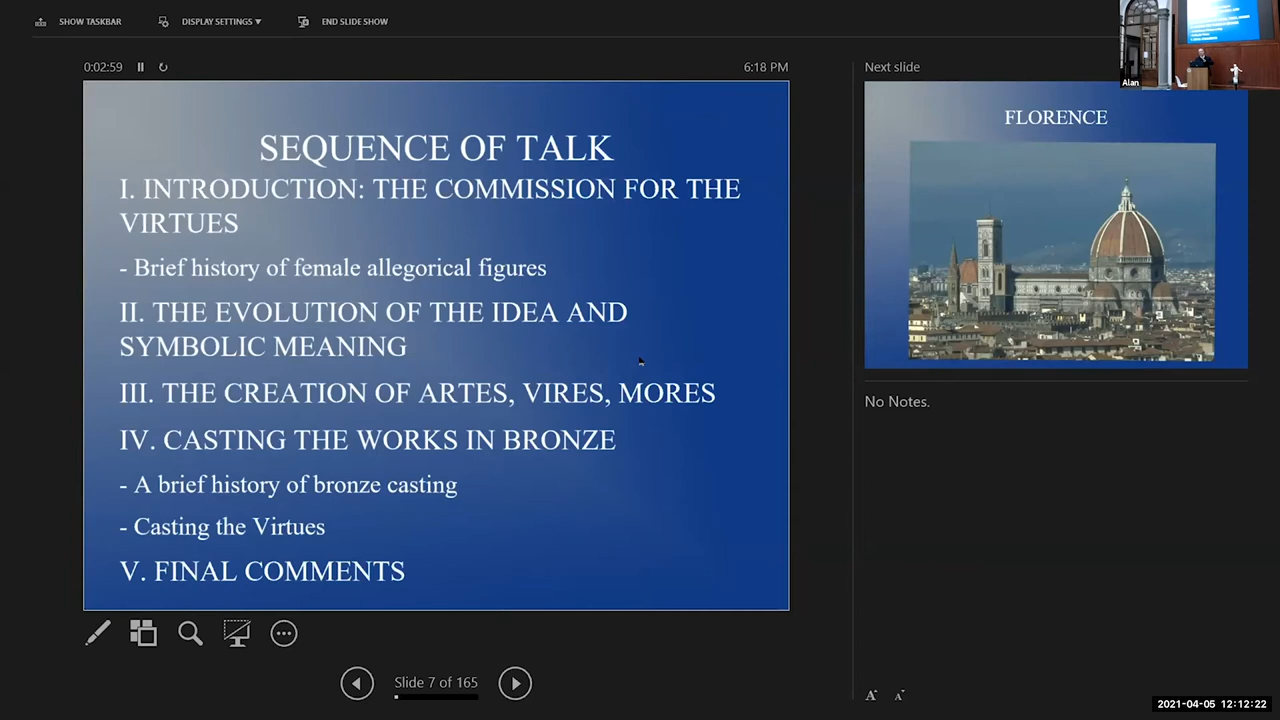 SHOW TASKBAR
DISPLAY SETTINGS
END SLIDE SHOW
0:02:59
6:18 PM
Next slide
Alan
SEQUENCE OF TALK
I. INTRODUCTION: THE COMMISSION FOR THE
VIRTUES
- Brief history of female allegorical figures
II. THE EVOLUTION OF THE IDEA AND
SYMBOLIC MEANING
III. THE CREATION OF ARTES, VIRES, MORES
IV. CASTING THE WORKS IN BRONZE
- A brief history of bronze casting
- Casting the Virtues
V. FINAL COMMENTS
FLORENCE
No Notes.
Slide 7 of 165
A A
2021-04-05 12:12:22